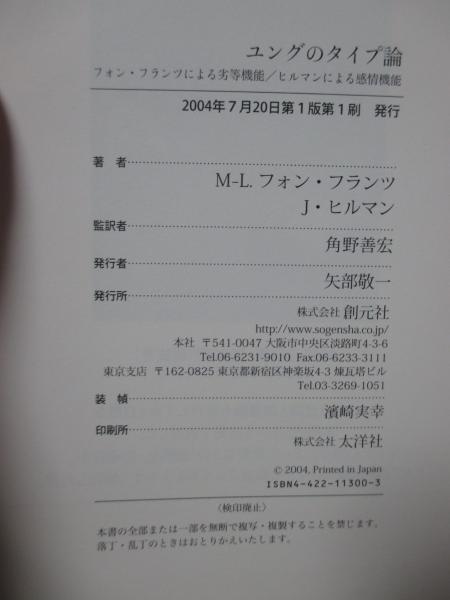 ユングのタイプ論
フォン・フランツによる劣等機能/ヒルマンによる感情機能
2004年7月20日第1版第1刷 発行
著 者
M-L. フォン・フランツ
J・ヒルマン
監訳者
角野善宏
発行者
矢部敬一
発行所
株式会社 創元社
http://www.sogensha.co.jp/
本社 〒541-0047 大阪市中央区淡路町4-3-6
Tel.06-6231-9010 Fax.06-6233-3111
東京支店 〒162-0825 東京都新宿区神楽坂4-3 煉瓦塔ビル
Tel.03-3269-1051
装 幀
濱崎実幸
印刷所
株式会社 太洋社
© 2004, Printed in Japan
ISBN4-422-11300-3
〈検印廃止〉
本書の全部または一部を無断で複写・複製することを禁じます。
落丁・乱丁のときはおとりかえいたします。